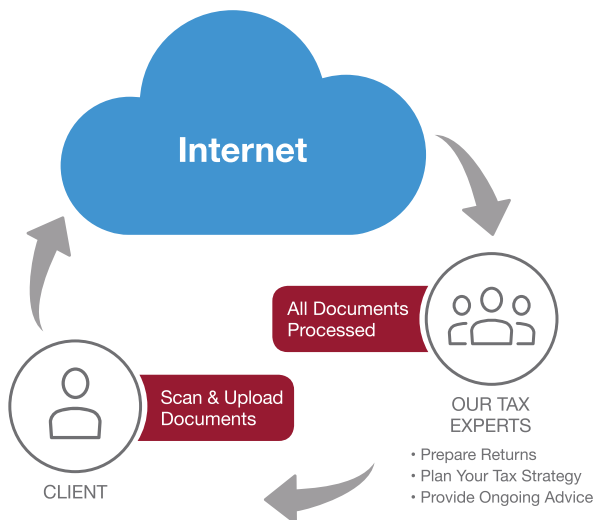 Internet
All Documents
Processed
Scan & Upload
Documents
OUR TAX
EXPERTS
• Prepare Returns
• Plan Your Tax Strategy
• Provide Ongoing Advice
CLIENT